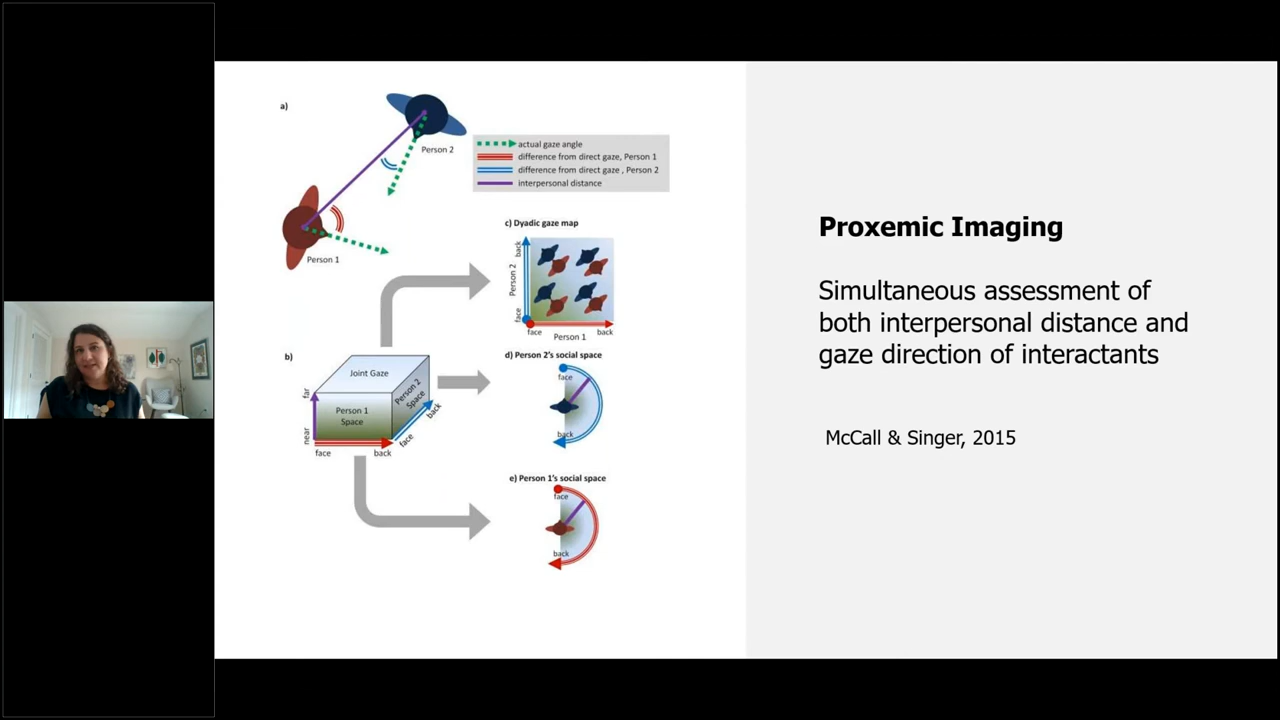 a)
Person 2
Person 1
actual gaze angle
difference from direct gaze, Person 1
difference from direct gaze , Person 2
interpersonal distance
c) Dyadic gaze map
back
Person 2
face
face
back
Person 1
b)
Joint Gaze
Person 1
Space
Person 2
Space
far
near
face
back
face
back
d) Person 2's social space
face
back
e) Person 1's social space
face
back
Proxemic Imaging
Simultaneous assessment of
both interpersonal distance and
gaze direction of interactants
McCall & Singer, 2015